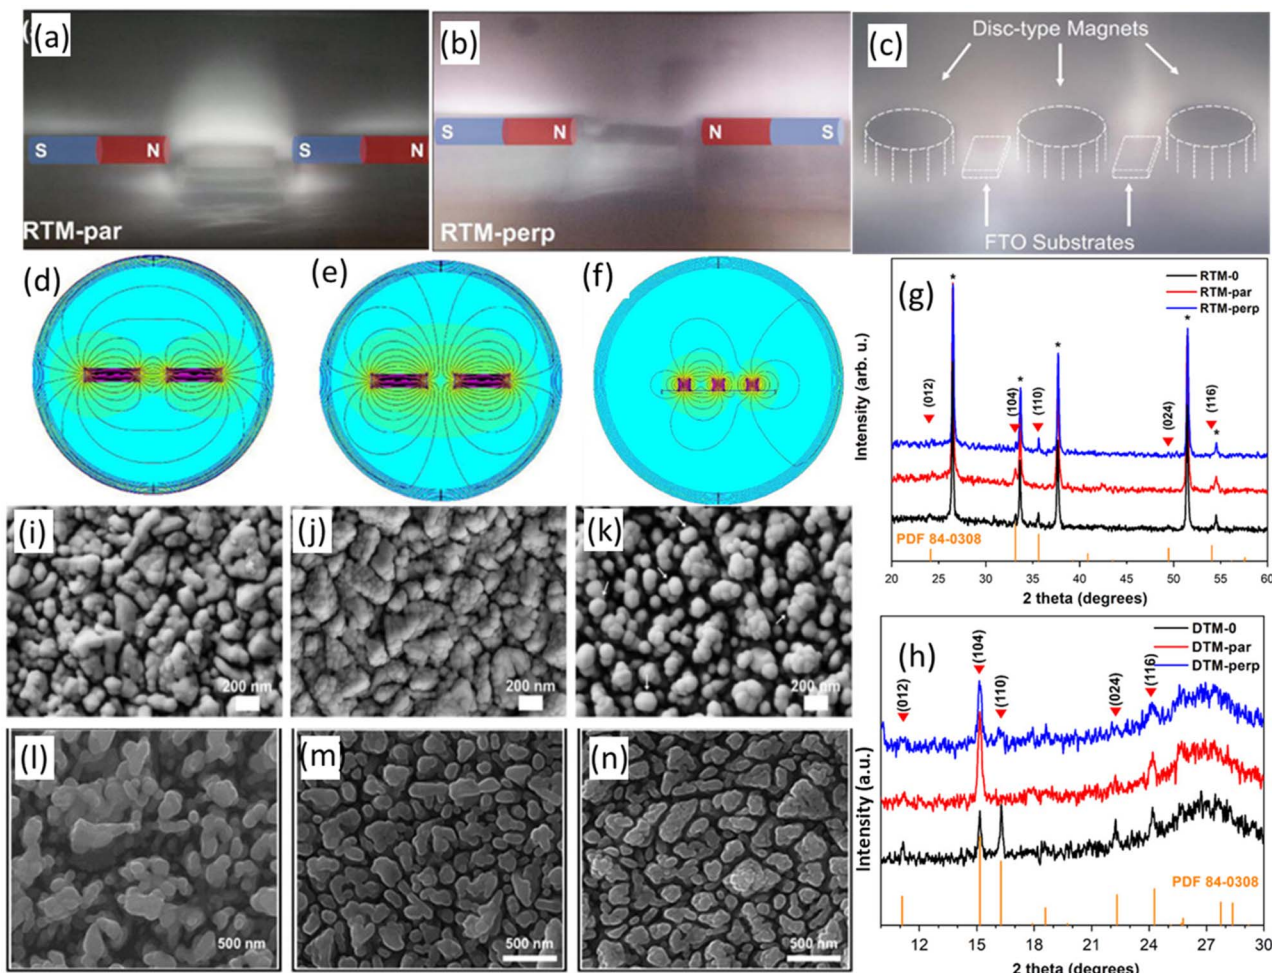 (a)
S
N
S
N
RTM-par
(b)
S
N
N
S
RTM-perp
(c)
Disc-type Magnets
FTO Substrates
(d)
(e)
(f)
(g)
RTM-0
RTM-par
RTM-perp
Intensity (arb. u.)
(012)
*
(104)
*
(110)
*
(024)
*
(116)
*
PDF 84-0308
20 25 30 35 40 45 50 55 60
2 theta (degrees)
(i)
200 nm
(j)
200 nm
(k)
200 nm
(h)
DTM-0
DTM-par
DTM-perp
Intensity (a.u.)
(012)
(104)
(110)
(024)
(116)
PDF 84-0308
12 15 18 21 24 27 30
2 theta (degrees)
(l)
500 nm
(m)
500 nm
(n)
500 nm